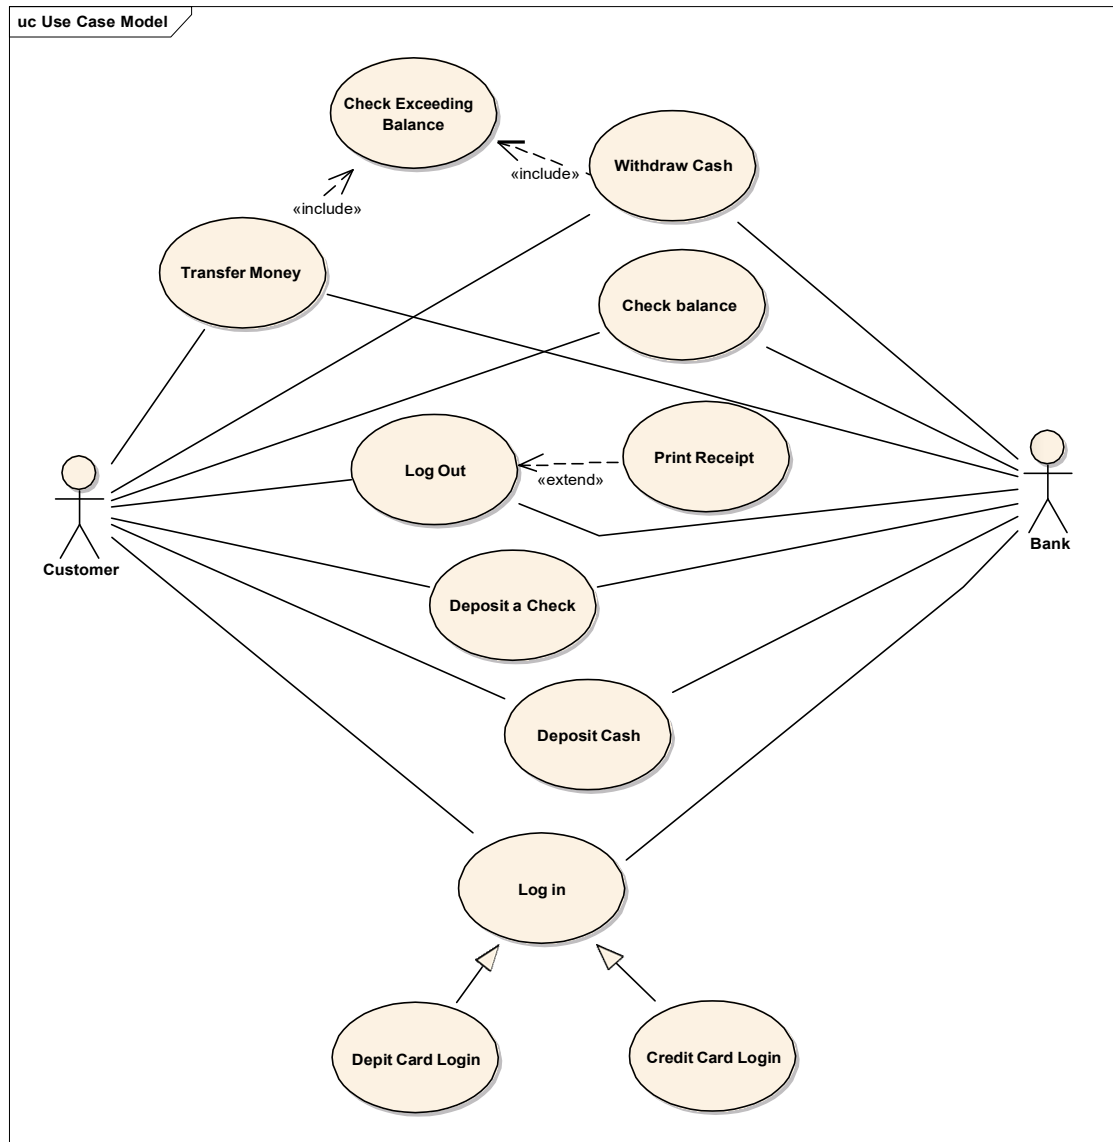 uc Use Case Model
Check Exceeding
Balance
Withdraw Cash
«include»
«include»
Transfer Money
Check balance
Log Out
Print Receipt
«extend»
Customer
Bank
Deposit a Check
Deposit Cash
Log in
Depit Card Login
Credit Card Login